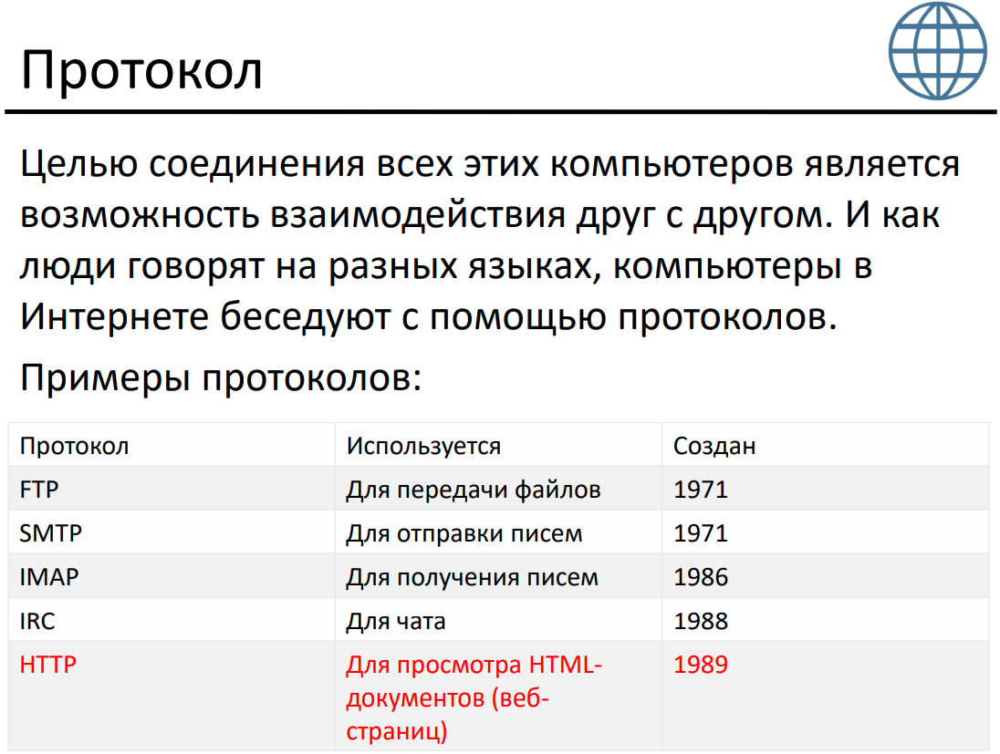 Протокол
Целью соединения всех этих компьютеров является
возможность взаимодействия друг с другом. И как
люди говорят на разных языках, компьютеры в
Интернете беседуют с помощью протоколов.
Примеры протоколов:
Протокол Используется Создан
FTP Для передачи файлов 1971
SMTP Для отправки писем 1971
IMAP Для получения писем 1986
IRC Для чата 1988
HTTP Для просмотра HTML- 1989
документов (веб-
страниц)